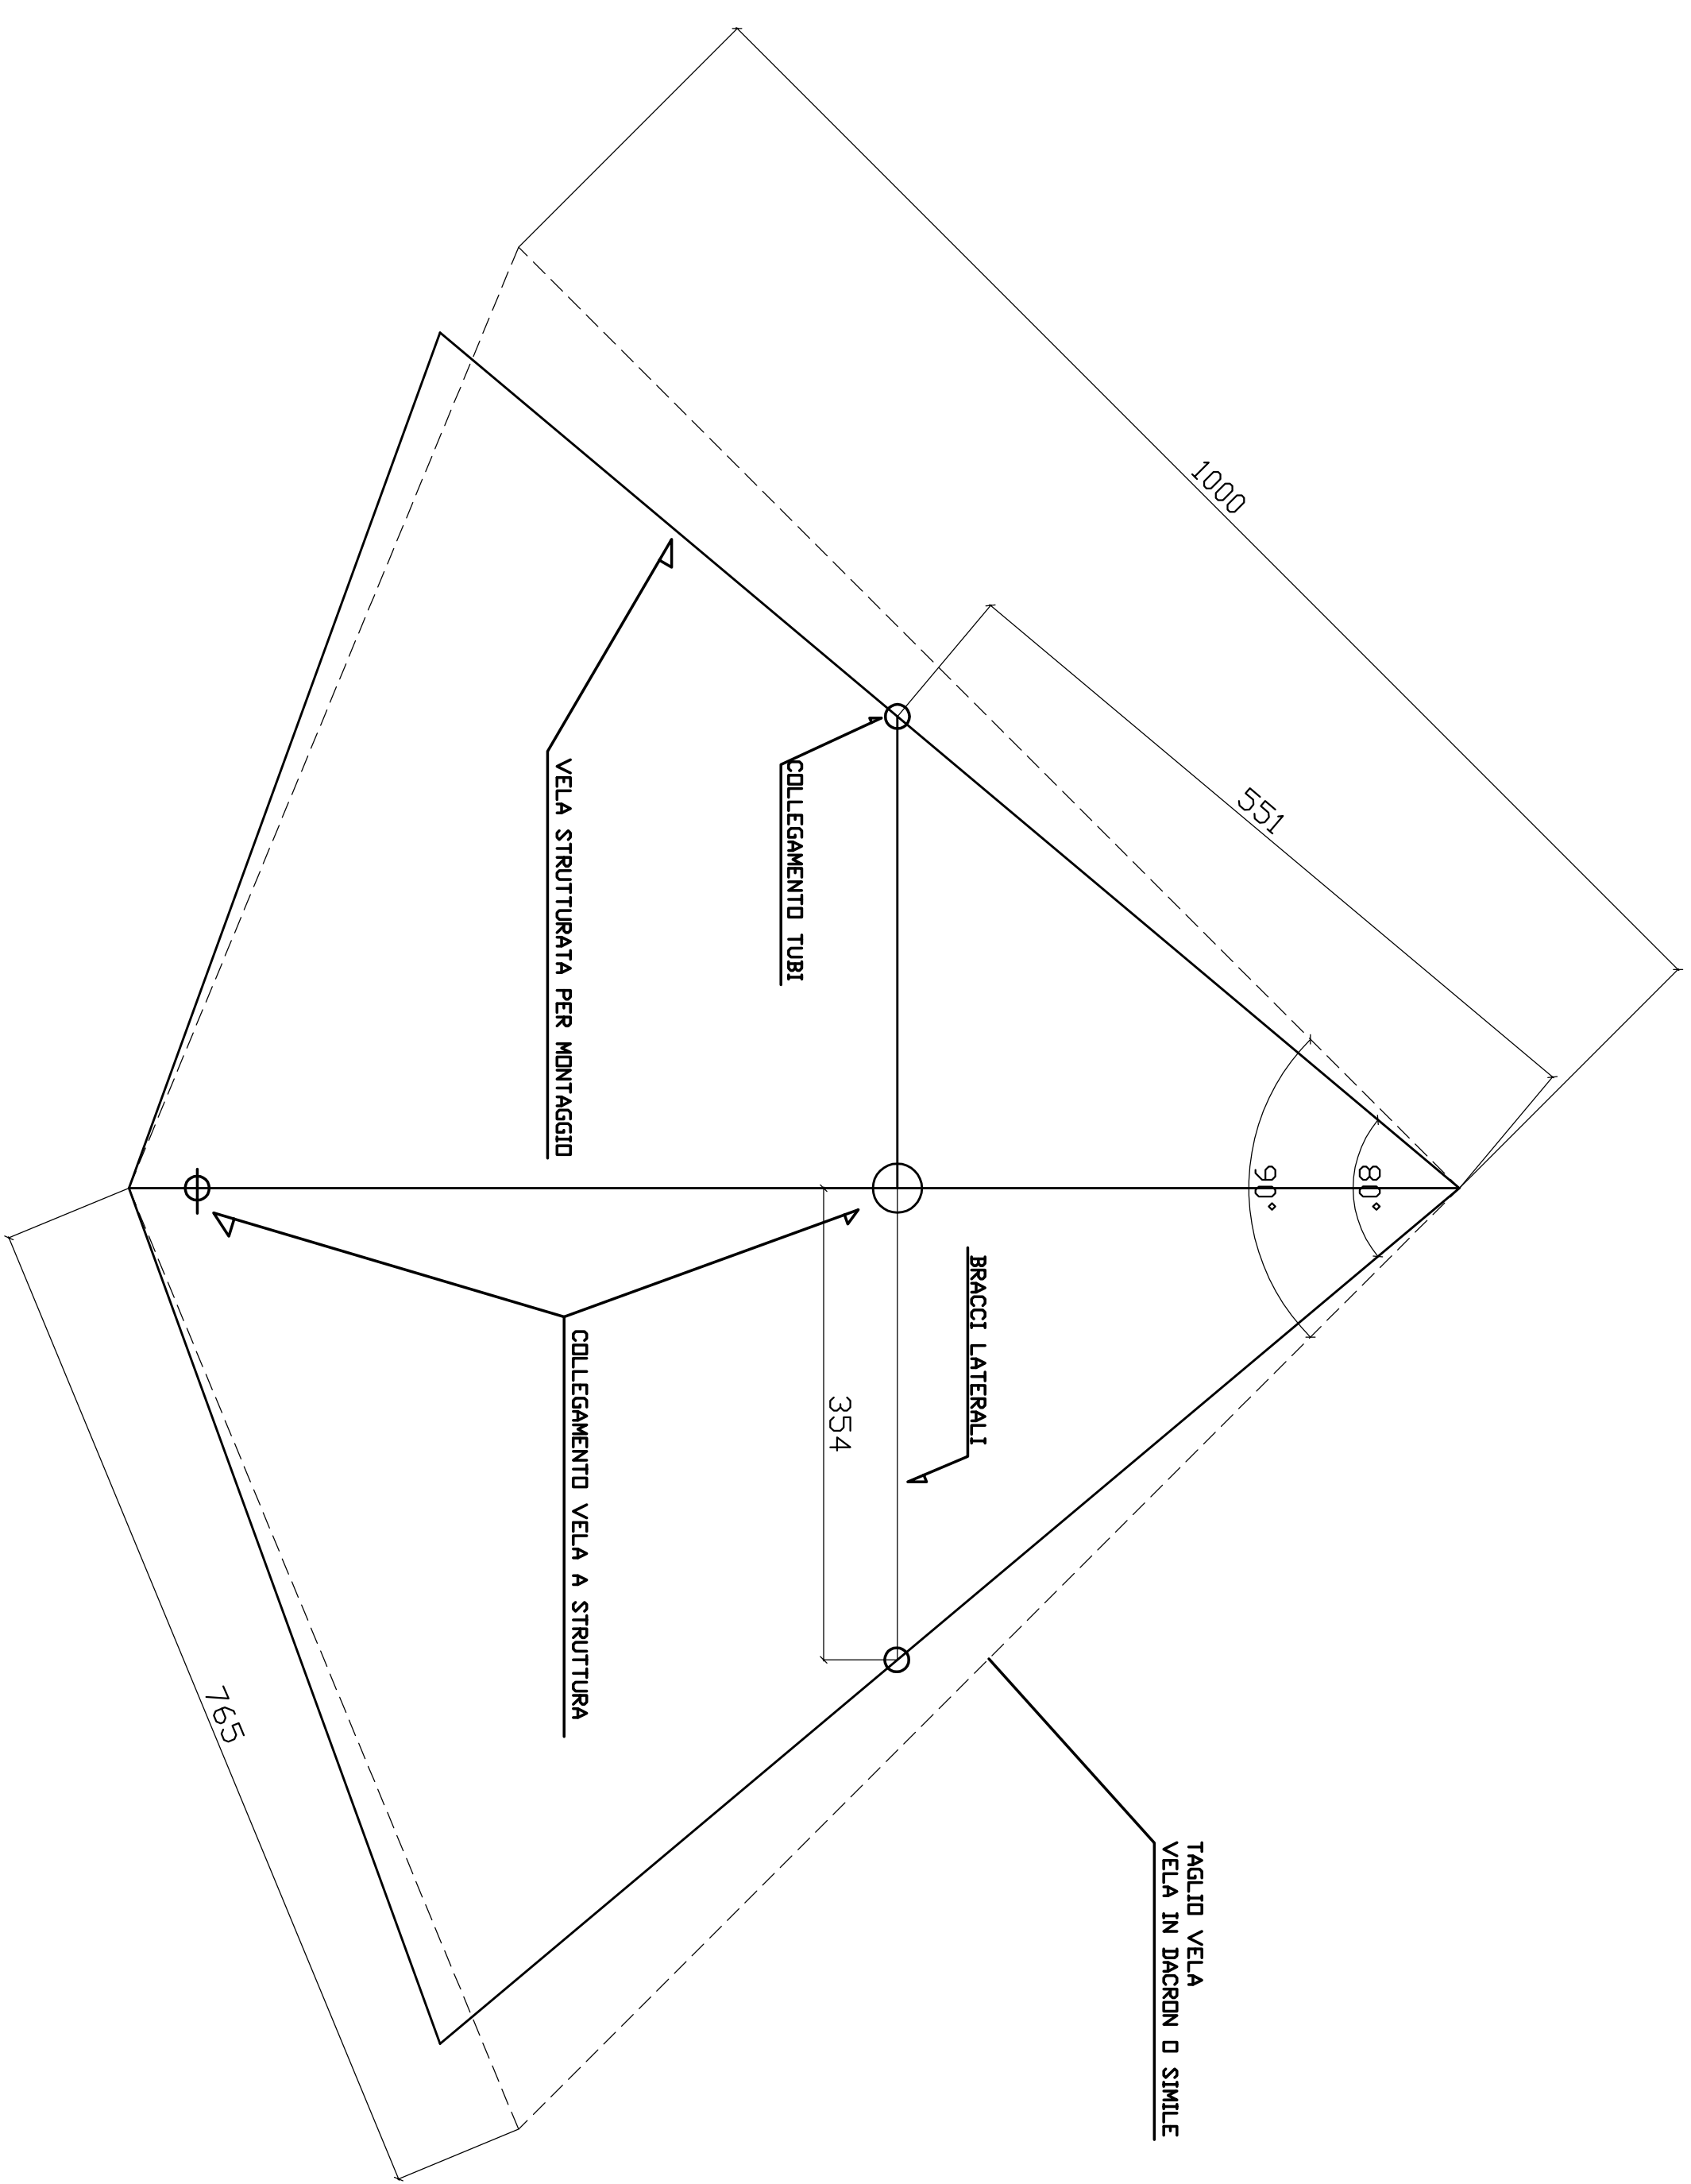 1000
551
80°
90°
COLLEGAMENTO TUBI
VELA STRUTTURATA PER MONTAGGIO
BRACCI LATERALI
354
COLLEGAMENTO VELA A STRUTTURA
765
TAGLIO VELA
VELA IN DACRON O SIMILE